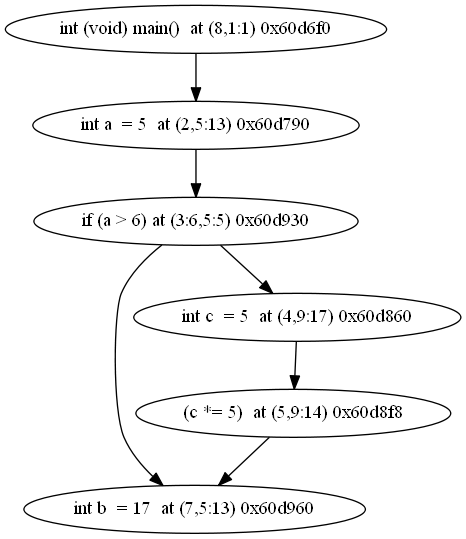 int (void) main()  at (8,1:1) 0x60d6f0
int a  = 5  at (2,5:13) 0x60d790
if (a > 6) at (3:6,5:5) 0x60d930
int c  = 5  at (4,9:17) 0x60d860
(c *= 5)  at (5,9:14) 0x60d8f8
int b  = 17  at (7,5:13) 0x60d960